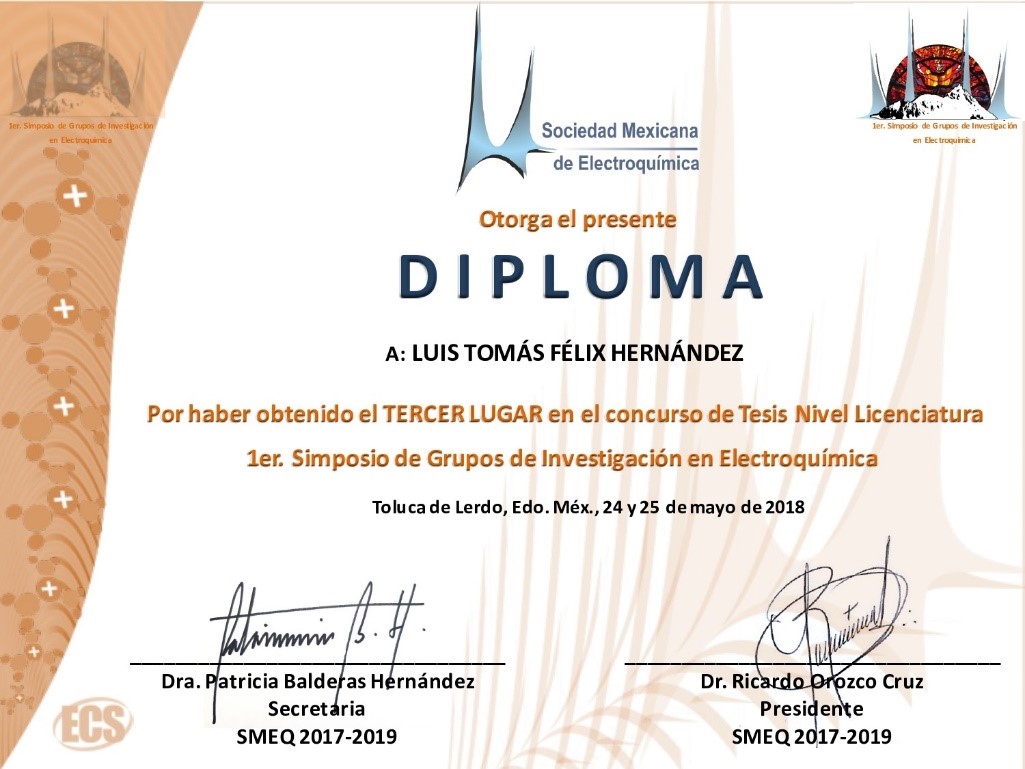 1er. Simposio de Grupos de Investigación
en Electroquímica
1er. Simposio de Grupos de Investigación
en Electroquímica
Sociedad Mexicana
de Electroquímica
Otorga el presente
DIPLOMA
A: LUIS TOMÁS FÉLIX HERNÁNDEZ
Por haber obtenido el TERCER LUGAR en el concurso de Tesis Nivel Licenciatura
1er. Simposio de Grupos de Investigación en Electroquímica
Toluca de Lerdo, Edo. Méx., 24 y 25 de mayo de 2018
Dra. Patricia Balderas Hernández
Secretaria
SMEQ 2017-2019
Dr. Ricardo Orozco Cruz
Presidente
SMEQ 2017-2019
ECS